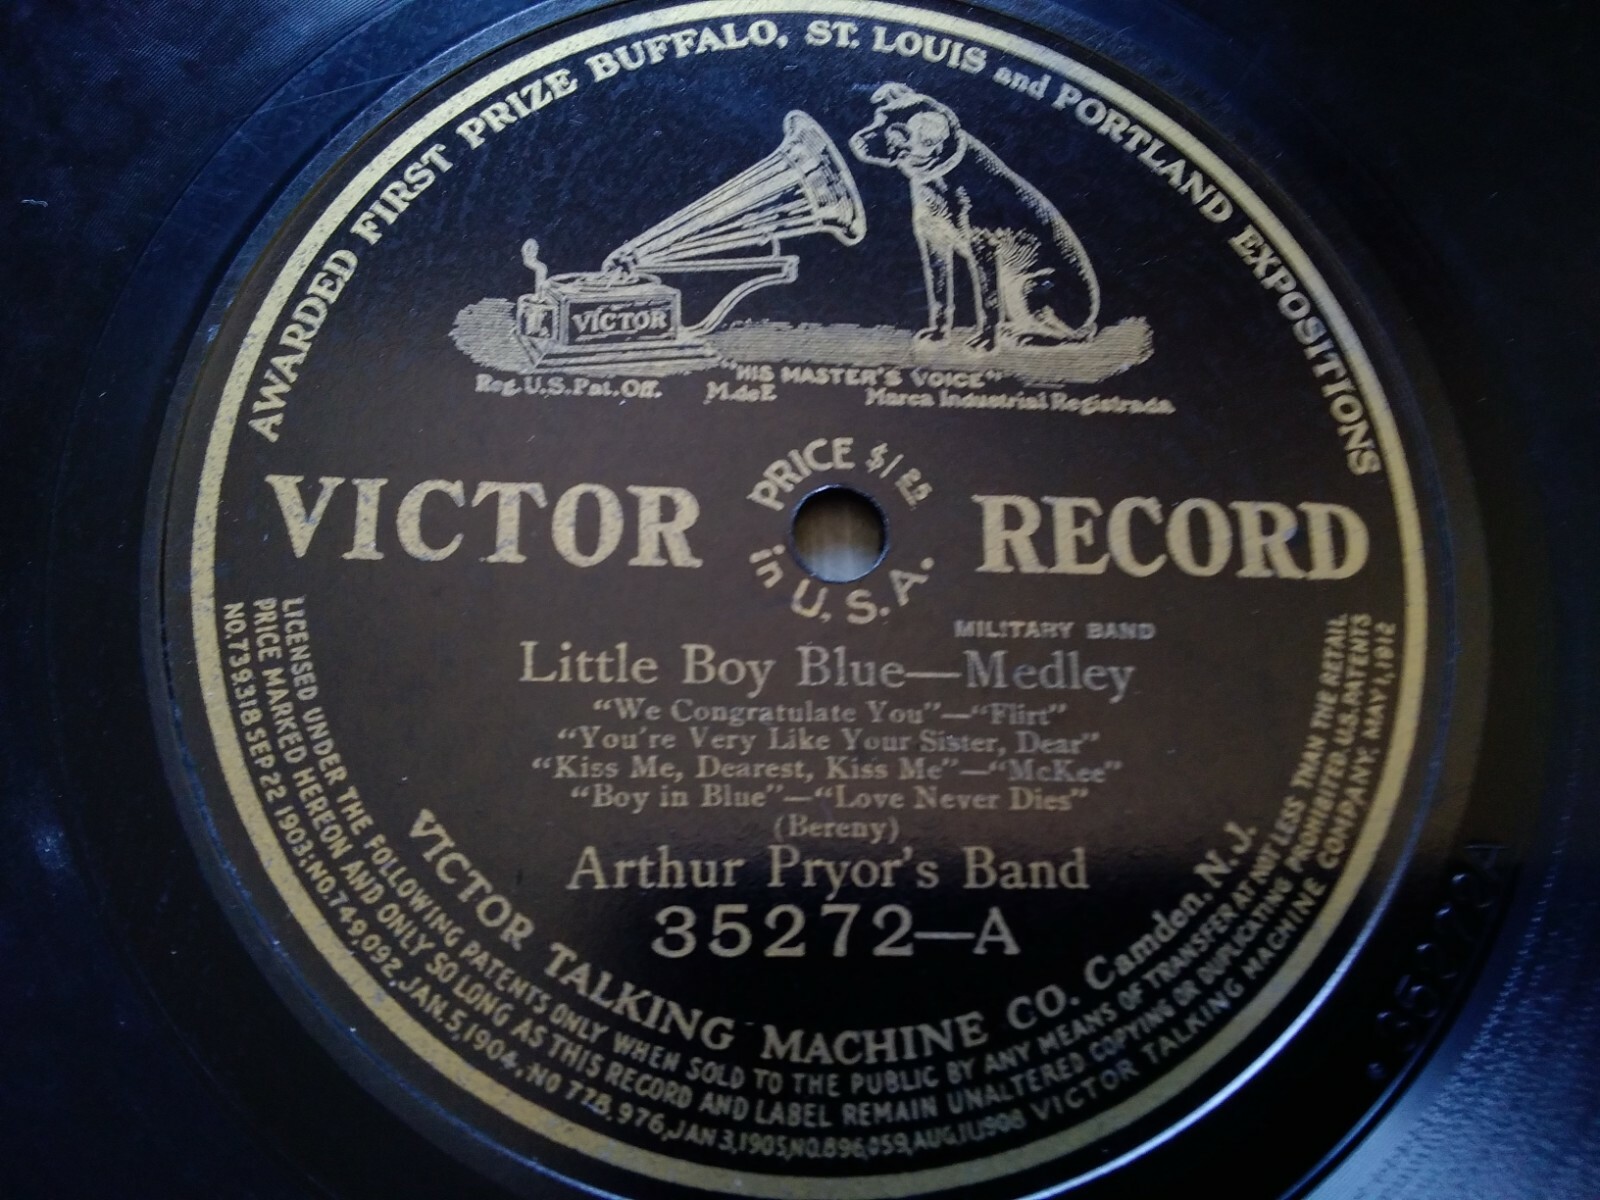 AWARDED FIRST PRIZE BUFFALO, ST. LOUIS and PORTLAND EXPOSITIONS
VICTOR
"HIS MASTER'S VOICE"
Reg. U.S. Pat. Off. M.deF. Marca Industrial Registrada
PRICE $1.25
VICTOR RECORD
in U.S.A.
MILITARY BAND
Little Boy Blue—Medley
"We Congratulate You"—"Flirt"
"You're Very Like Your Sister, Dear"
"Kiss Me, Dearest, Kiss Me"—"McKee"
"Boy in Blue"—"Love Never Dies"
(Bereny)
Arthur Pryor's Band
35272—A
VICTOR TALKING MACHINE CO. Camden, N.J.
LICENSED UNDER THE FOLLOWING PATENTS ONLY WHEN SOLD TO THE PUBLIC BY ANY MEANS OF TRANSFER AT NOT LESS THAN THE RETAIL
PRICE MARKED HEREON AND ONLY SO LONG AS THIS RECORD AND LABEL REMAIN UNALTERED. COPYING OR DUPLICATING PROHIBITED. U.S. PATENTS
NO. 739,318 SEP 22 1903; NO. 749,092, JAN. 5, 1904, NO 778,976, JAN 3, 1905, NO. 896,059, AUG. 11, 1908 VICTOR TALKING MACHINE COMPANY, MAY 1, 1912
35272A